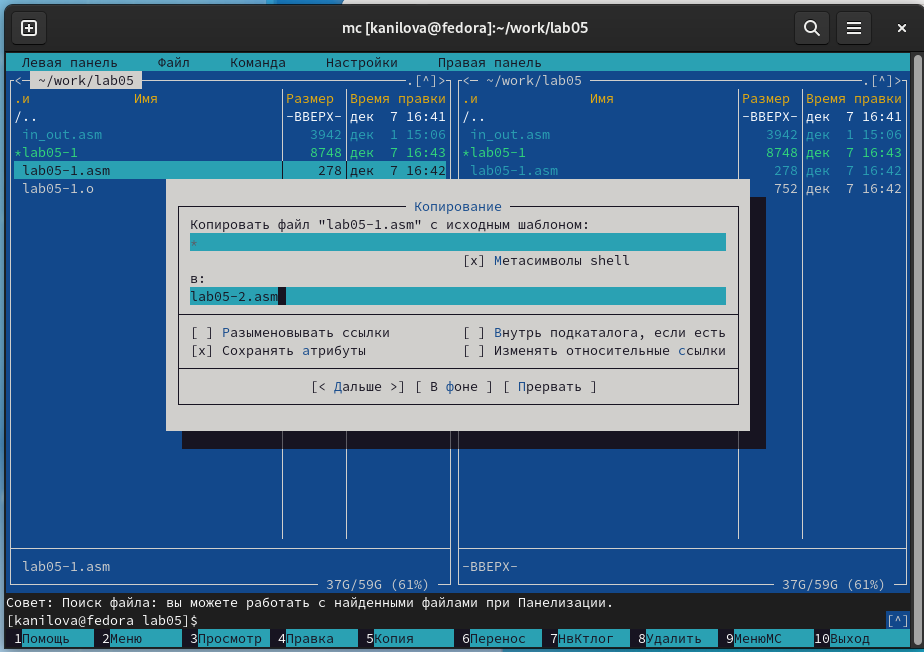 mc [kanilova@fedora]:~/work/lab05
Левая панель Файл Команда Настройки Правая панель
<─ ~/work/lab05 .[^]>
.и Имя Размер Время правки
/.. -ВВЕРХ- дек 7 16:41
in_out.asm 3942 дек 1 15:06
*lab05-1 8748 дек 7 16:43
lab05-1.asm 278 дек 7 16:42
lab05-1.o
<─ ~/work/lab05 .[^]>
.и Имя Размер Время правки
/.. -ВВЕРХ- дек 7 16:41
in_out.asm 3942 дек 1 15:06
*lab05-1 8748 дек 7 16:43
lab05-1.asm 278 дек 7 16:42
752 дек 7 16:42
Копирование
Копировать файл "lab05-1.asm" с исходным шаблоном:
*
[x] Метасимволы shell
в:
lab05-2.asm
[ ] Разыменовывать ссылки [ ] Внутрь подкаталога, если есть
[x] Сохранять атрибуты [ ] Изменять относительные ссылки
[< Дальше >] [ В фоне ] [ Прервать ]
lab05-1.asm
37G/59G (61%)
-ВВЕРХ-
37G/59G (61%)
Совет: Поиск файла: вы можете работать с найденными файлами при Панелизации.
[kanilova@fedora lab05]$ [^]
1Помощь 2Меню 3Просмотр 4Правка 5Копия 6Перенос 7НвКтлог 8Удалить 9МенюМС 10Выход